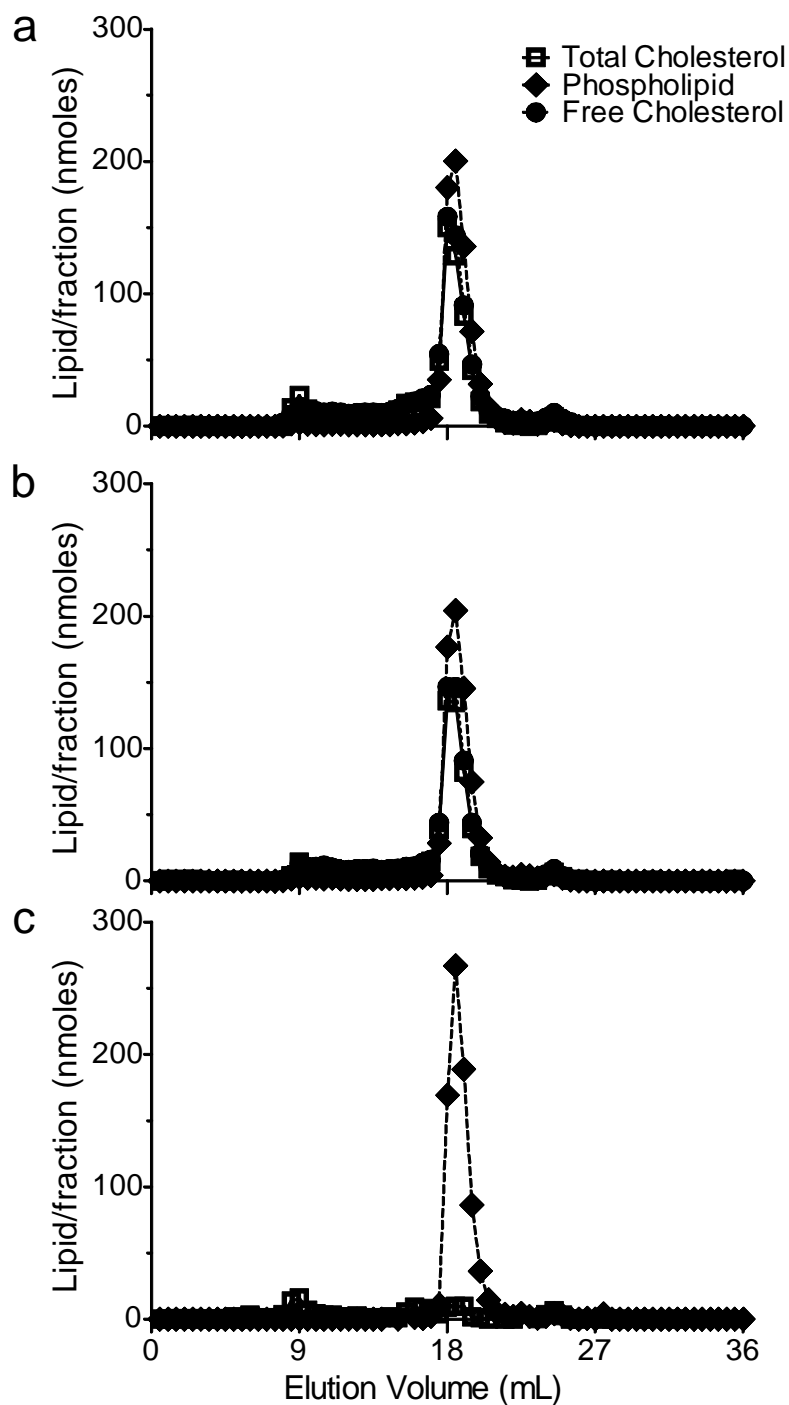 a
300
Total Cholesterol
Phospholipid
Free Cholesterol
200
100
0
Lipid/fraction (nmoles)
b
300
200
100
0
Lipid/fraction (nmoles)
c
300
200
100
0
Lipid/fraction (nmoles)
0 9 18 27 36
Elution Volume (mL)